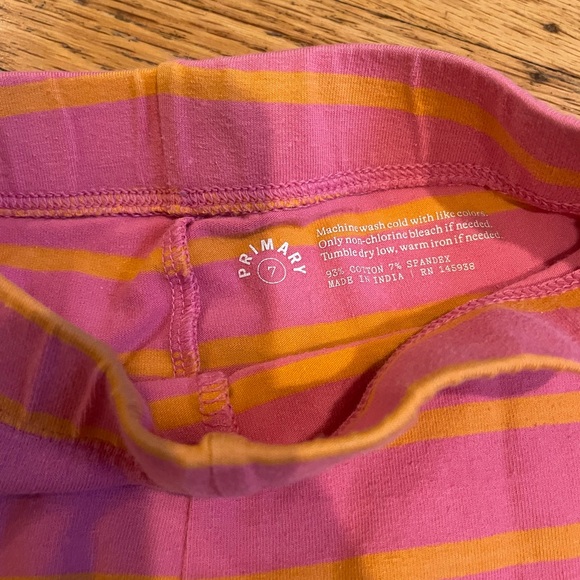 PRIMARY
7
Machine wash cold with like colors.
Only non-chlorine bleach if needed.
Tumble dry low, warm iron if needed.
93% COTTON 7% SPANDEX
MADE IN INDIA | RN 145938